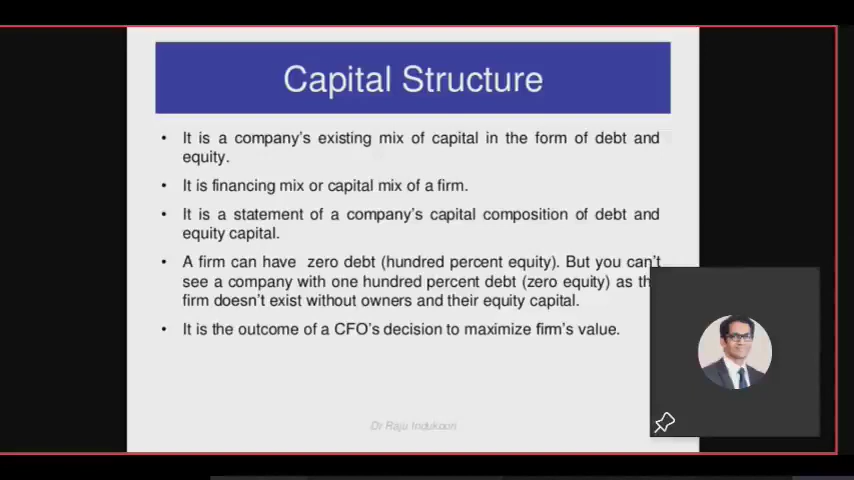 Capital Structure
• It is a company's existing mix of capital in the form of debt and
equity.
• It is financing mix or capital mix of a firm.
• It is a statement of a company's capital composition of debt and
equity capital.
• A firm can have zero debt (hundred percent equity). But you can't
see a company with one hundred percent debt (zero equity) as th
firm doesn't exist without owners and their equity capital.
• It is the outcome of a CFO's decision to maximize firm's value.
Dr Raju Indukoori